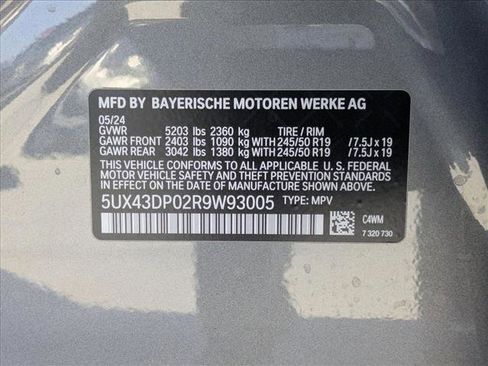 MFD BY BAYERISCHE MOTOREN WERKE AG
05/24
GVWR 5203 lbs 2360 kg TIRE / RIM
GAWR FRONT 2403 lbs 1090 kg WITH 245/50 R19 / 7.5J x 19
GAWR REAR 3042 lbs 1380 kg WITH 245/50 R19 / 7.5J x 19
THIS VEHICLE CONFORMS TO ALL APPLICABLE U. S. FEDERAL
MOTOR VEHICLE SAFETY AND THEFT PREVENTION
STANDARDS IN EFFECT ON THE DATE OF MANUFACTURE SHOWN ABOVE.
5UX43DP02R9W93005 TYPE: MPV
C4WM
7 320 730